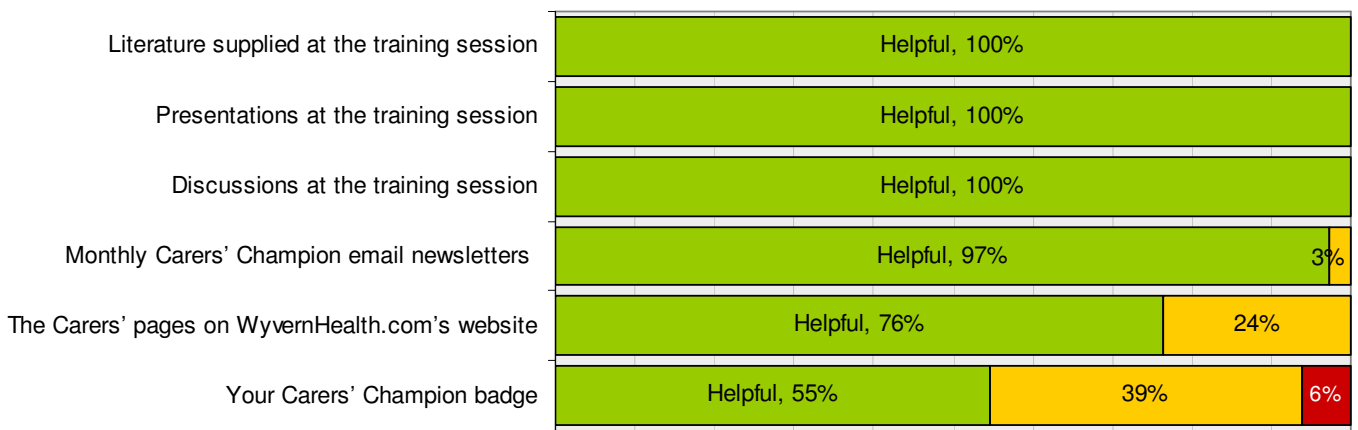 Literature supplied at the training session
Helpful, 100%
Presentations at the training session
Helpful, 100%
Discussions at the training session
Helpful, 100%
Monthly Carers’ Champion email newsletters
Helpful, 97%
3%
The Carers’ pages on WyvernHealth.com’s website
Helpful, 76%
24%
Your Carers’ Champion badge
Helpful, 55%
39%
6%